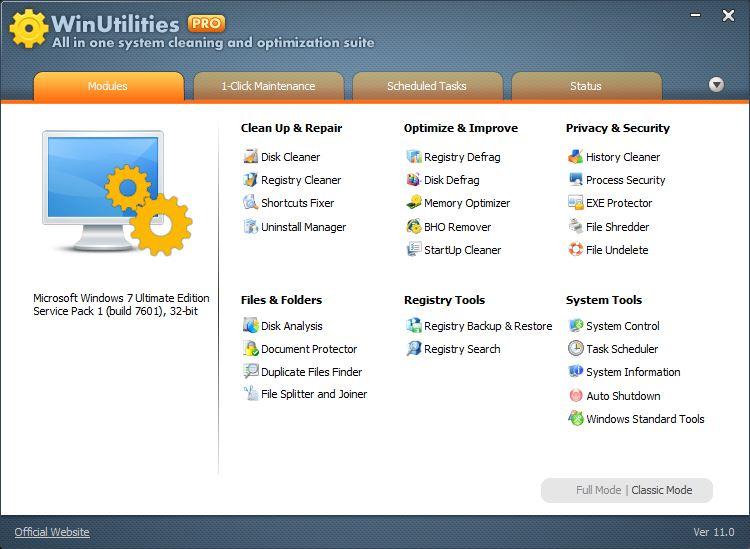 WinUtilities PRO
All in one system cleaning and optimization suite
Modules
1-Click Maintenance
Scheduled Tasks
Status
Microsoft Windows 7 Ultimate Edition
Service Pack 1 (build 7601), 32-bit
Clean Up & Repair
Disk Cleaner
Registry Cleaner
Shortcuts Fixer
Uninstall Manager
Optimize & Improve
Registry Defrag
Disk Defrag
Memory Optimizer
BHO Remover
StartUp Cleaner
Privacy & Security
History Cleaner
Process Security
EXE Protector
File Shredder
File Undelete
Files & Folders
Disk Analysis
Document Protector
Duplicate Files Finder
File Splitter and Joiner
Registry Tools
Registry Backup & Restore
Registry Search
System Tools
System Control
Task Scheduler
System Information
Auto Shutdown
Windows Standard Tools
Full Mode | Classic Mode
Official Website
Ver 11.0